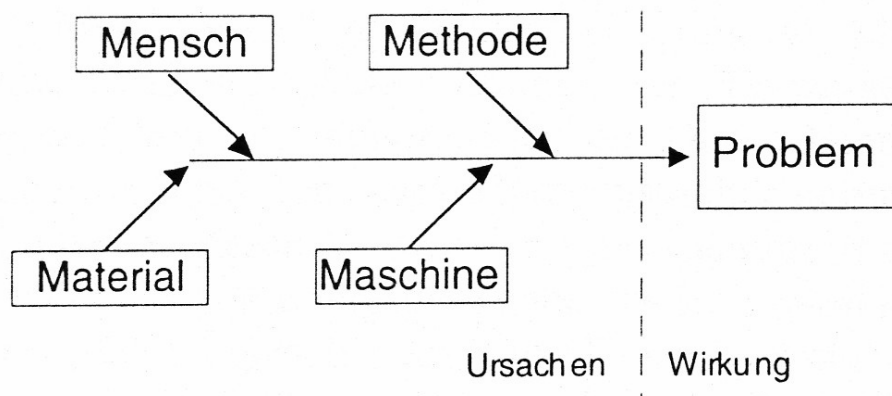 Mensch
Methode
Problem
Material
Maschine
Ursachen
Wirkung